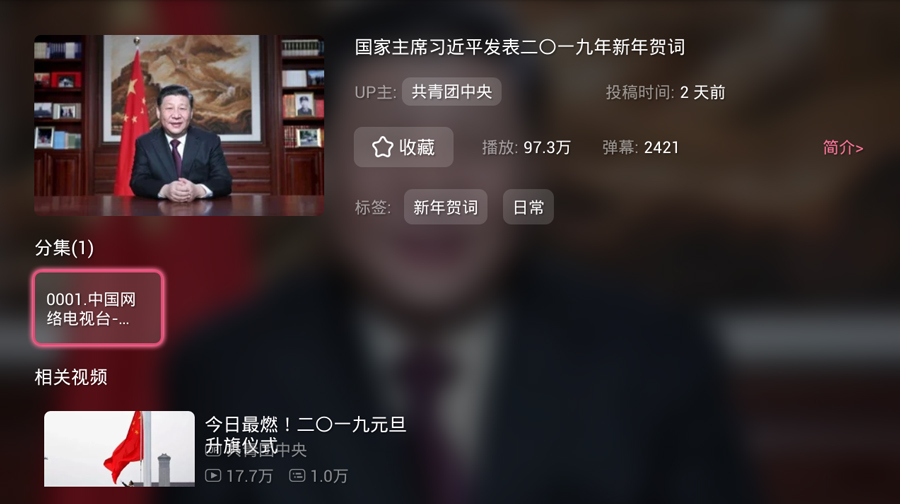 国家主席习近平发表二〇一九年新年贺词
UP主: 共青团中央 投稿时间: 2 天前
收藏 播放: 97.3万 弹幕: 2421 简介>
标签: 新年贺词 日常
分集(1)
0001.中国网
络电视台-...
相关视频
今日最燃！二〇一九元旦
升旗仪式
共青团中央
17.7万 1.0万